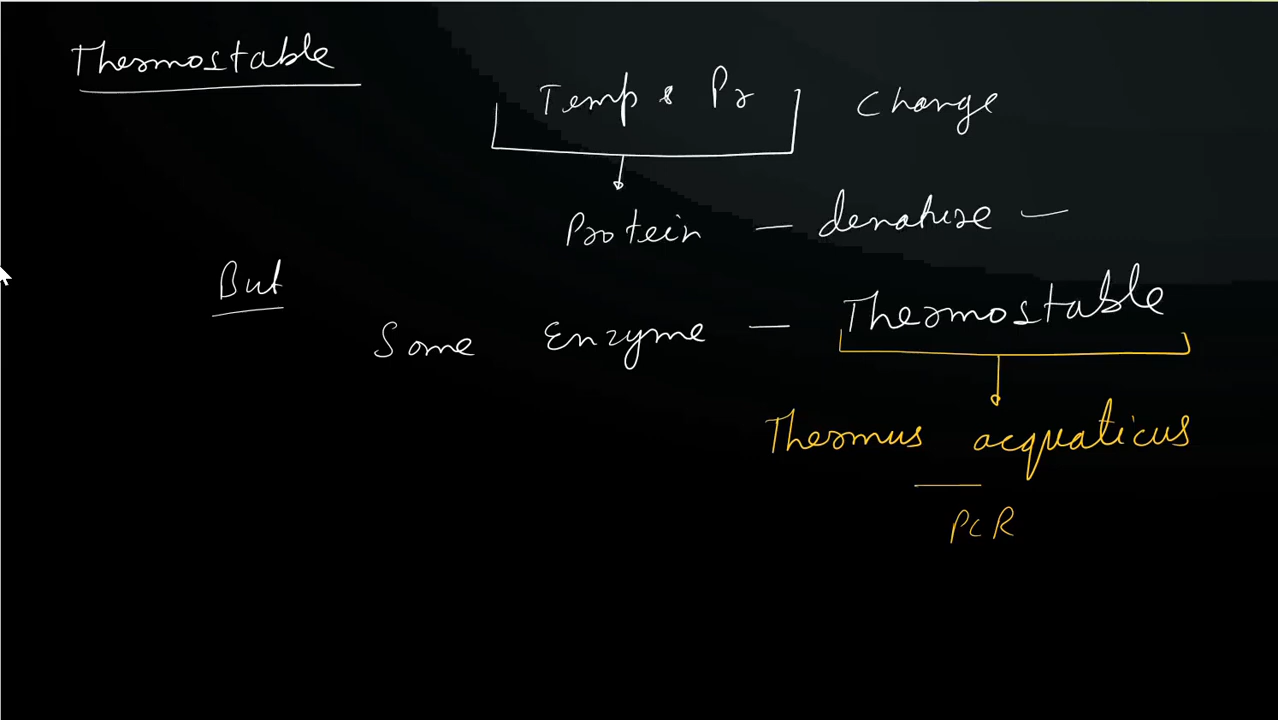 Thermostable
Temp & Pr Change
Protein — denature —
But
Some Enzyme — Thermostable
Thermus acquaticus
PCR